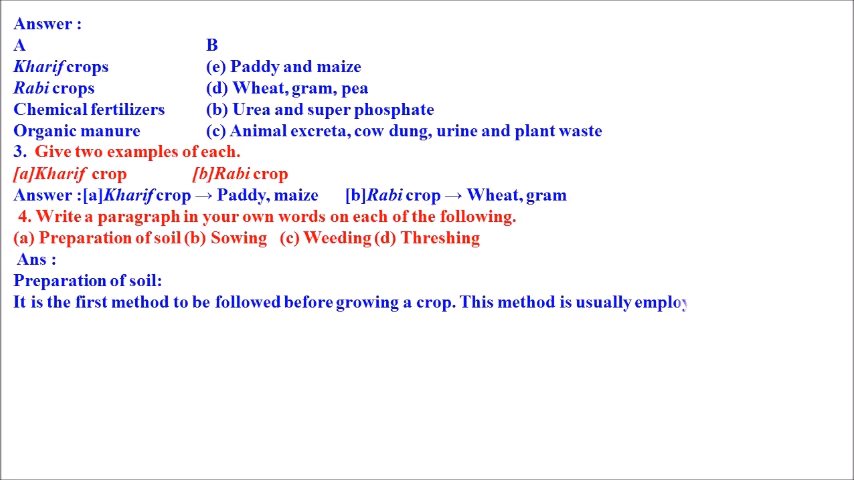 Answer :
A B
Kharif crops (e) Paddy and maize
Rabi crops (d) Wheat, gram, pea
Chemical fertilizers (b) Urea and super phosphate
Organic manure (c) Animal excreta, cow dung, urine and plant waste
3. Give two examples of each.
[a]Kharif crop [b]Rabi crop
Answer :[a]Kharif crop → Paddy, maize [b]Rabi crop → Wheat, gram
4. Write a paragraph in your own words on each of the following.
(a) Preparation of soil (b) Sowing (c) Weeding (d) Threshing
Ans :
Preparation of soil:
It is the first method to be followed before growing a crop. This method is usually